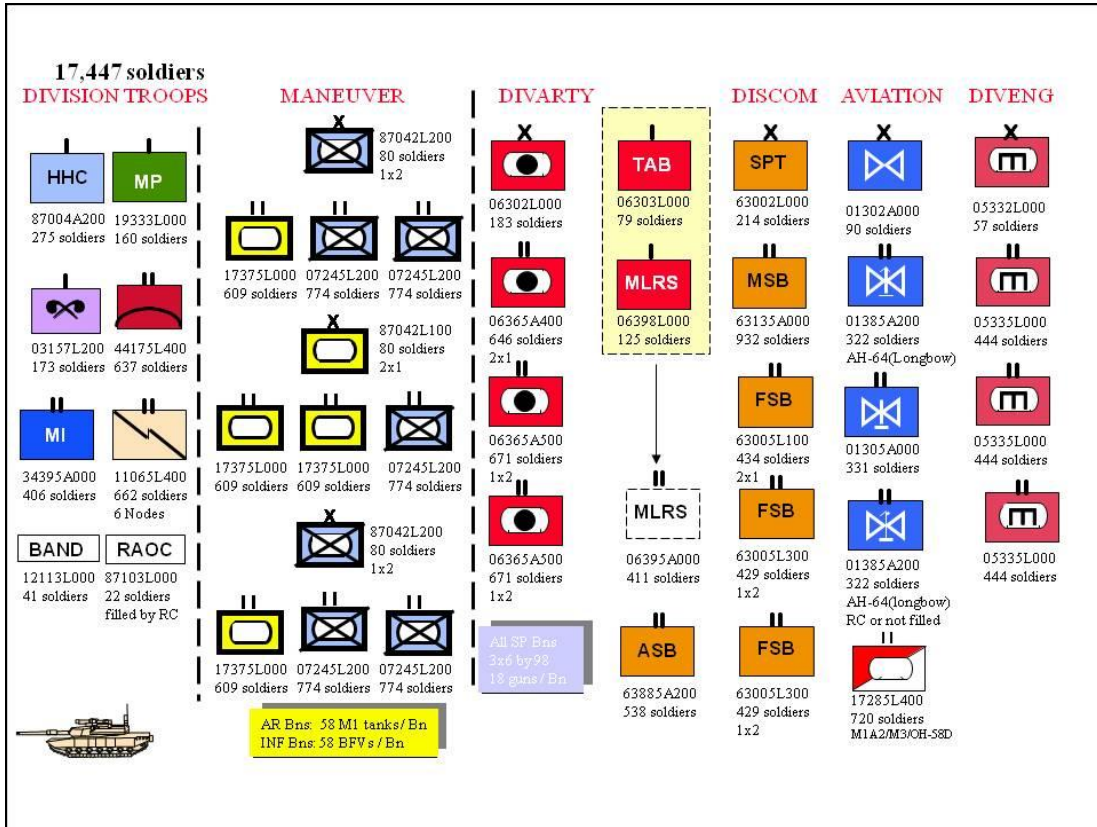 17,447 soldiers
DIVISION TROOPS
HHC
87004A200
275 soldiers
MP
19333L000
160 soldiers
03157L200
173 soldiers
44175L400
637 soldiers
MI
34395A000
406 soldiers
11065L400
662 soldiers
6 Nodes
BAND
12113L000
41 soldiers
RAOC
87103L000
22 soldiers
filled by RC
MANEUVER
X
87042L200
80 soldiers
1x2
17375L000
609 soldiers
07245L200
774 soldiers
07245L200
774 soldiers
X
87042L100
80 soldiers
2x1
17375L000
609 soldiers
17375L000
609 soldiers
07245L200
774 soldiers
X
87042L200
80 soldiers
1x2
17375L000
609 soldiers
07245L200
774 soldiers
07245L200
774 soldiers
AR Bns: 58 M1 tanks/ Bn
INF Bns: 58 BFVs / Bn
DIVARTY
X
06302L000
183 soldiers
06365A400
646 soldiers
2x1
06365A500
671 soldiers
1x2
06365A500
671 soldiers
1x2
All SP Bns
3x6 by98
18 guns / Bn
TAB
06303L000
79 soldiers
MLRS
06398L000
125 soldiers
MLRS
06395A000
411 soldiers
ASB
63885A200
538 soldiers
DISCOM
X
SPT
63002L000
214 soldiers
MSB
63135A000
932 soldiers
FSB
63005L100
434 soldiers
2x1
FSB
63005L300
429 soldiers
1x2
FSB
63005L300
429 soldiers
1x2
AVIATION
X
01302A000
90 soldiers
01385A200
322 soldiers
AH-64(Longbow)
01305A000
331 soldiers
01385A200
322 soldiers
AH-64(longbow)
RC or not filled
17285L400
720 soldiers
M1A2/M3/OH-58D
DIVENG
X
05332L000
57 soldiers
05335L000
444 soldiers
05335L000
444 soldiers
05335L000
444 soldiers